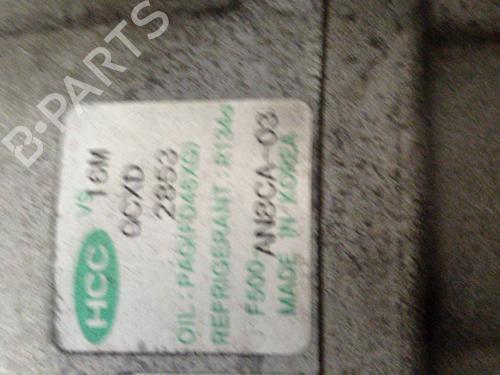 HCC
VS 16M
OCXD
2853
OIL: PAG(FD46XG)
REFRIGERANT: R134a
F500 AN8CA-03
MADE IN KOREA
B-PARTS